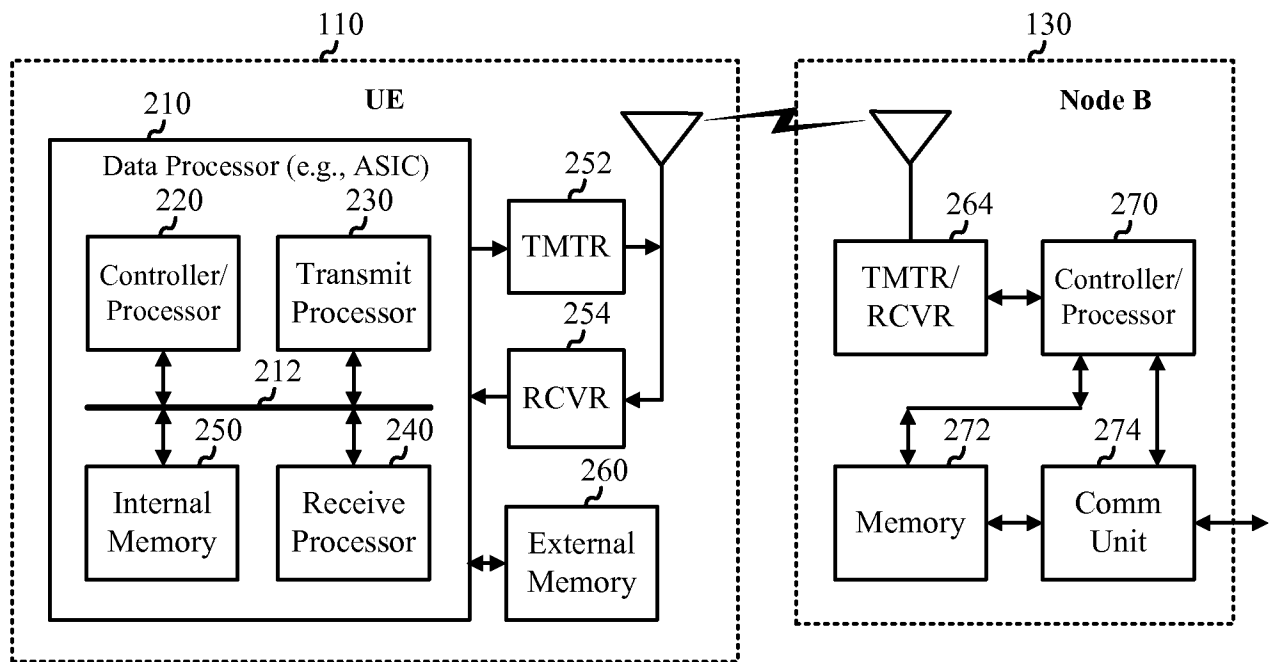 110
130
UE
Node B
210
Data Processor (e.g., ASIC)
220
230
252
264
270
Controller/
Processor
Transmit
Processor
TMTR
TMTR/
RCVR
Controller/
Processor
254
RCVR
212
250
240
260
272
274
Internal
Memory
Receive
Processor
External
Memory
Memory
Comm
Unit